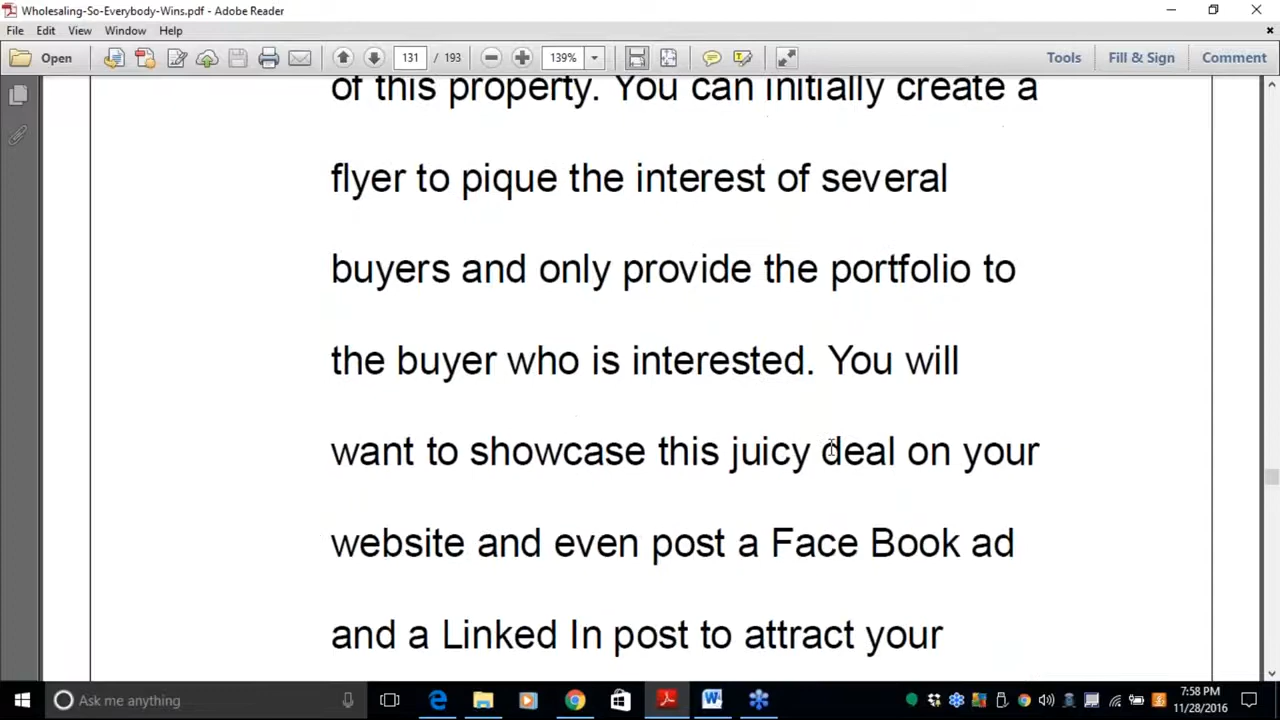 Wholesaling-So-Everybody-Wins.pdf - Adobe Reader
File Edit View Window Help
Open 131 / 193 139% Tools Fill & Sign Comment
of this property. You can initially create a
flyer to pique the interest of several
buyers and only provide the portfolio to
the buyer who is interested. You will
want to showcase this juicy deal on your
website and even post a Face Book ad
and a Linked In post to attract your
Ask me anything
7:58 PM
11/28/2016